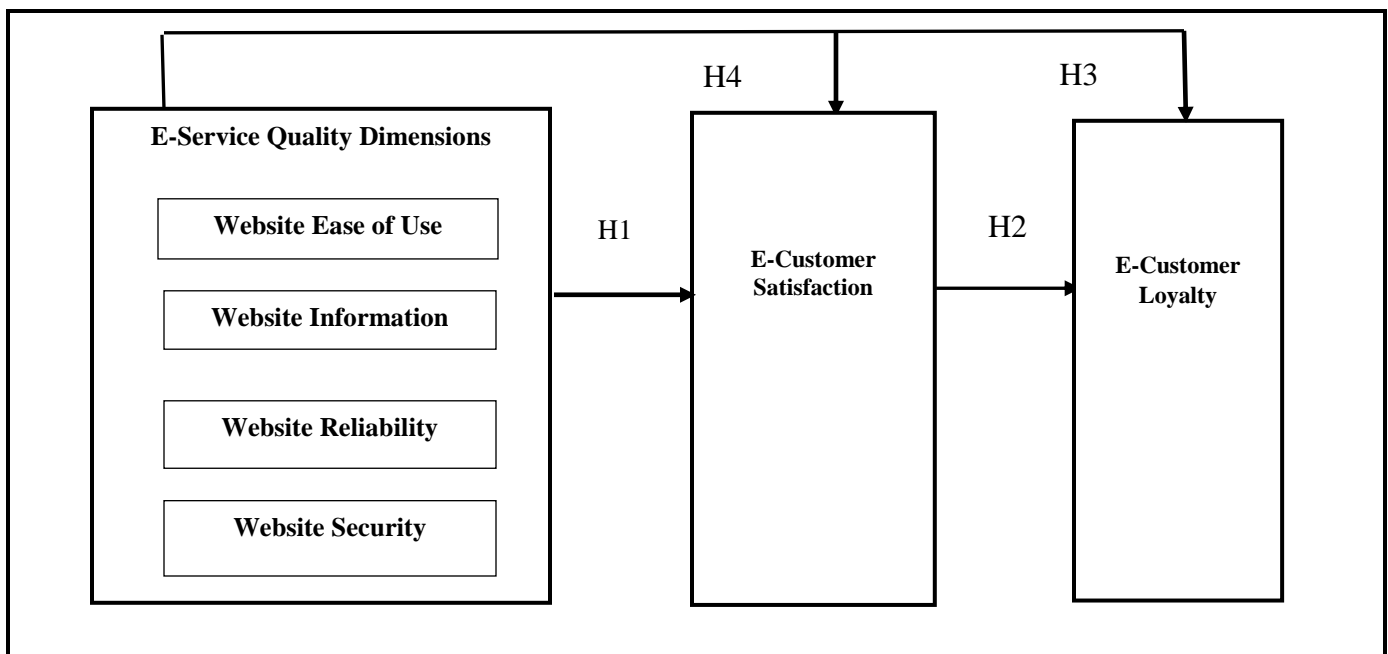 H4
H3
E-Service Quality Dimensions
Website Ease of Use
Website Information
Website Reliability
Website Security
H1
E-Customer
Satisfaction
H2
E-Customer
Loyalty